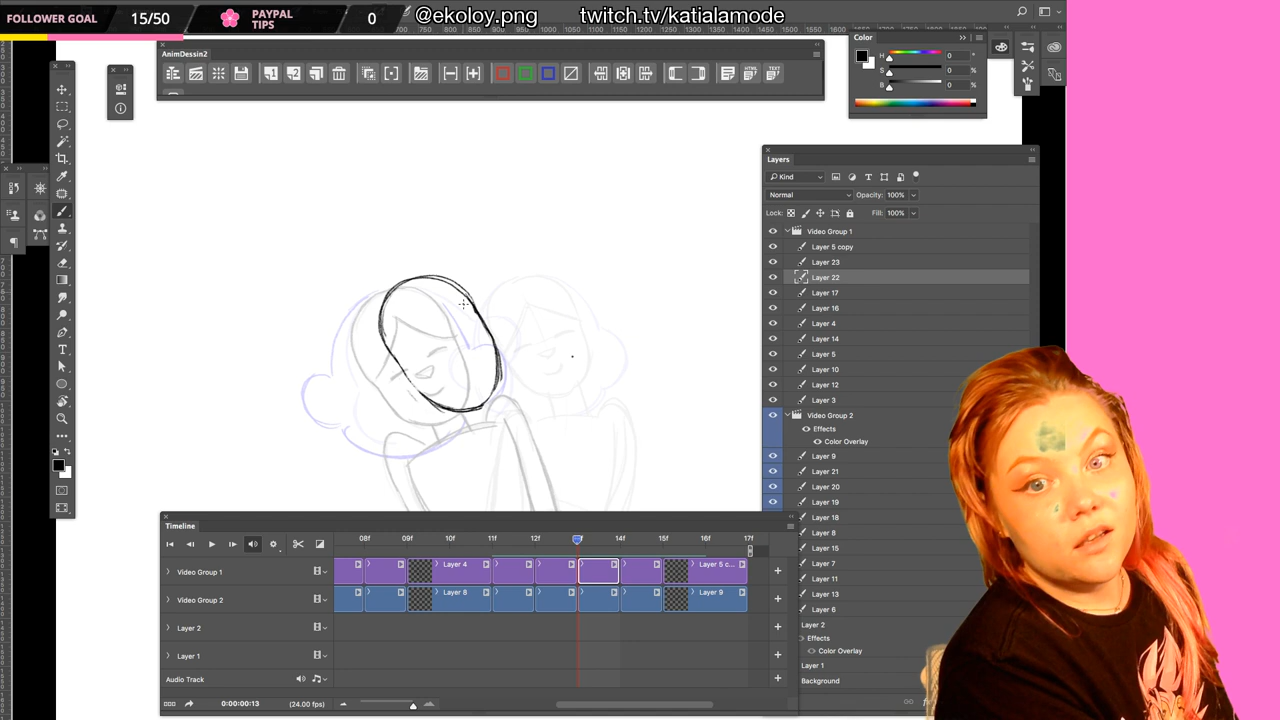 FOLLOWER GOAL 15/50 PAYPAL TIPS 0 @ekoloy.png twitch.tv/katialamode
AnimDessin2
Color
H 0 °
S 0 %
B 0 %
Layers
Kind
Normal Opacity: 100%
Lock: Fill: 100%
Video Group 1
Layer 5 copy
Layer 23
Layer 22
Layer 17
Layer 16
Layer 4
Layer 14
Layer 5
Layer 10
Layer 12
Layer 3
Video Group 2
Effects
Color Overlay
Layer 9
Layer 21
Layer 20
Layer 19
Layer 18
Layer 8
Layer 15
Layer 7
Layer 11
Layer 13
Layer 6
Layer 2
Effects
Color Overlay
Layer 1
Background
Timeline
08f 09f 10f 11f 12f 14f 15f 16f 17f
Video Group 1 Layer 4 Layer 5 c...
Video Group 2 Layer 8 Layer 9
Layer 2
Layer 1
Audio Track
0:00:00:13 (24.00 fps)